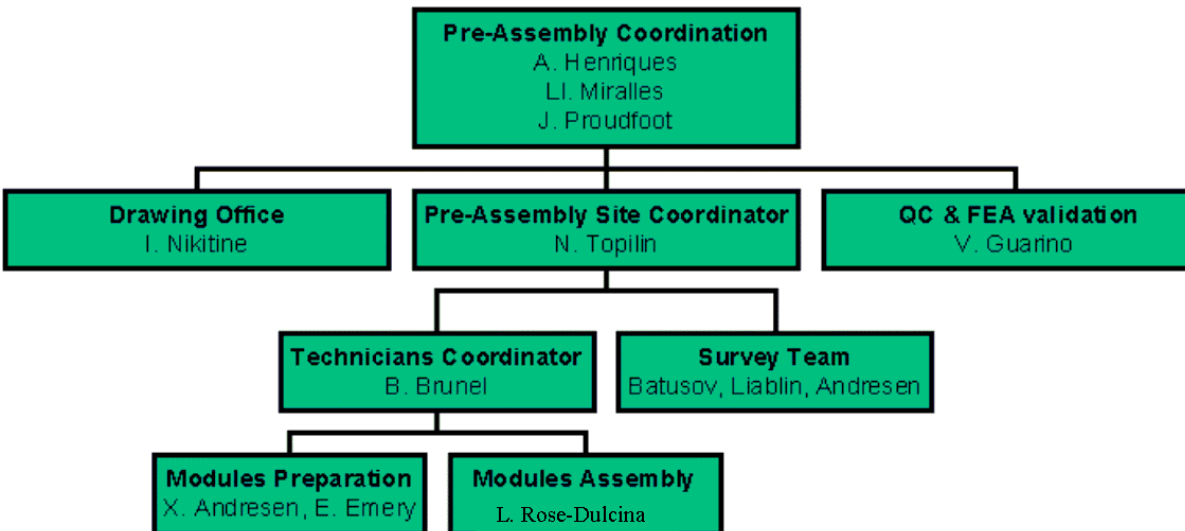 Pre-Assembly Coordination
A. Henriques
Ll. Miralles
J. Proudfoot
Drawing Office
I. Nikitine
Pre-Assembly Site Coordinator
N. Topilin
QC & FEA validation
V. Guarino
Technicians Coordinator
B. Brunel
Survey Team
Batusov, Liablin, Andresen
Modules Preparation
X. Andresen, E. Emery
Modules Assembly
L. Rose-Dulcina